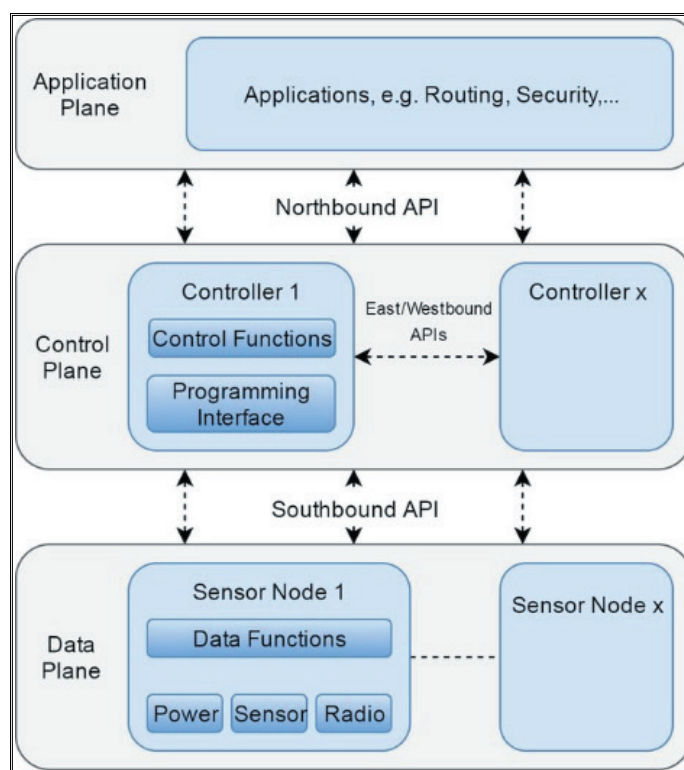 Application
Plane
Applications, e.g. Routing, Security,...
Northbound API
Control
Plane
Controller 1
Control Functions
Programming
Interface
East/Westbound
APIs
Controller x
Southbound API
Data
Plane
Sensor Node 1
Data Functions
Power
Sensor
Radio
Sensor Node x